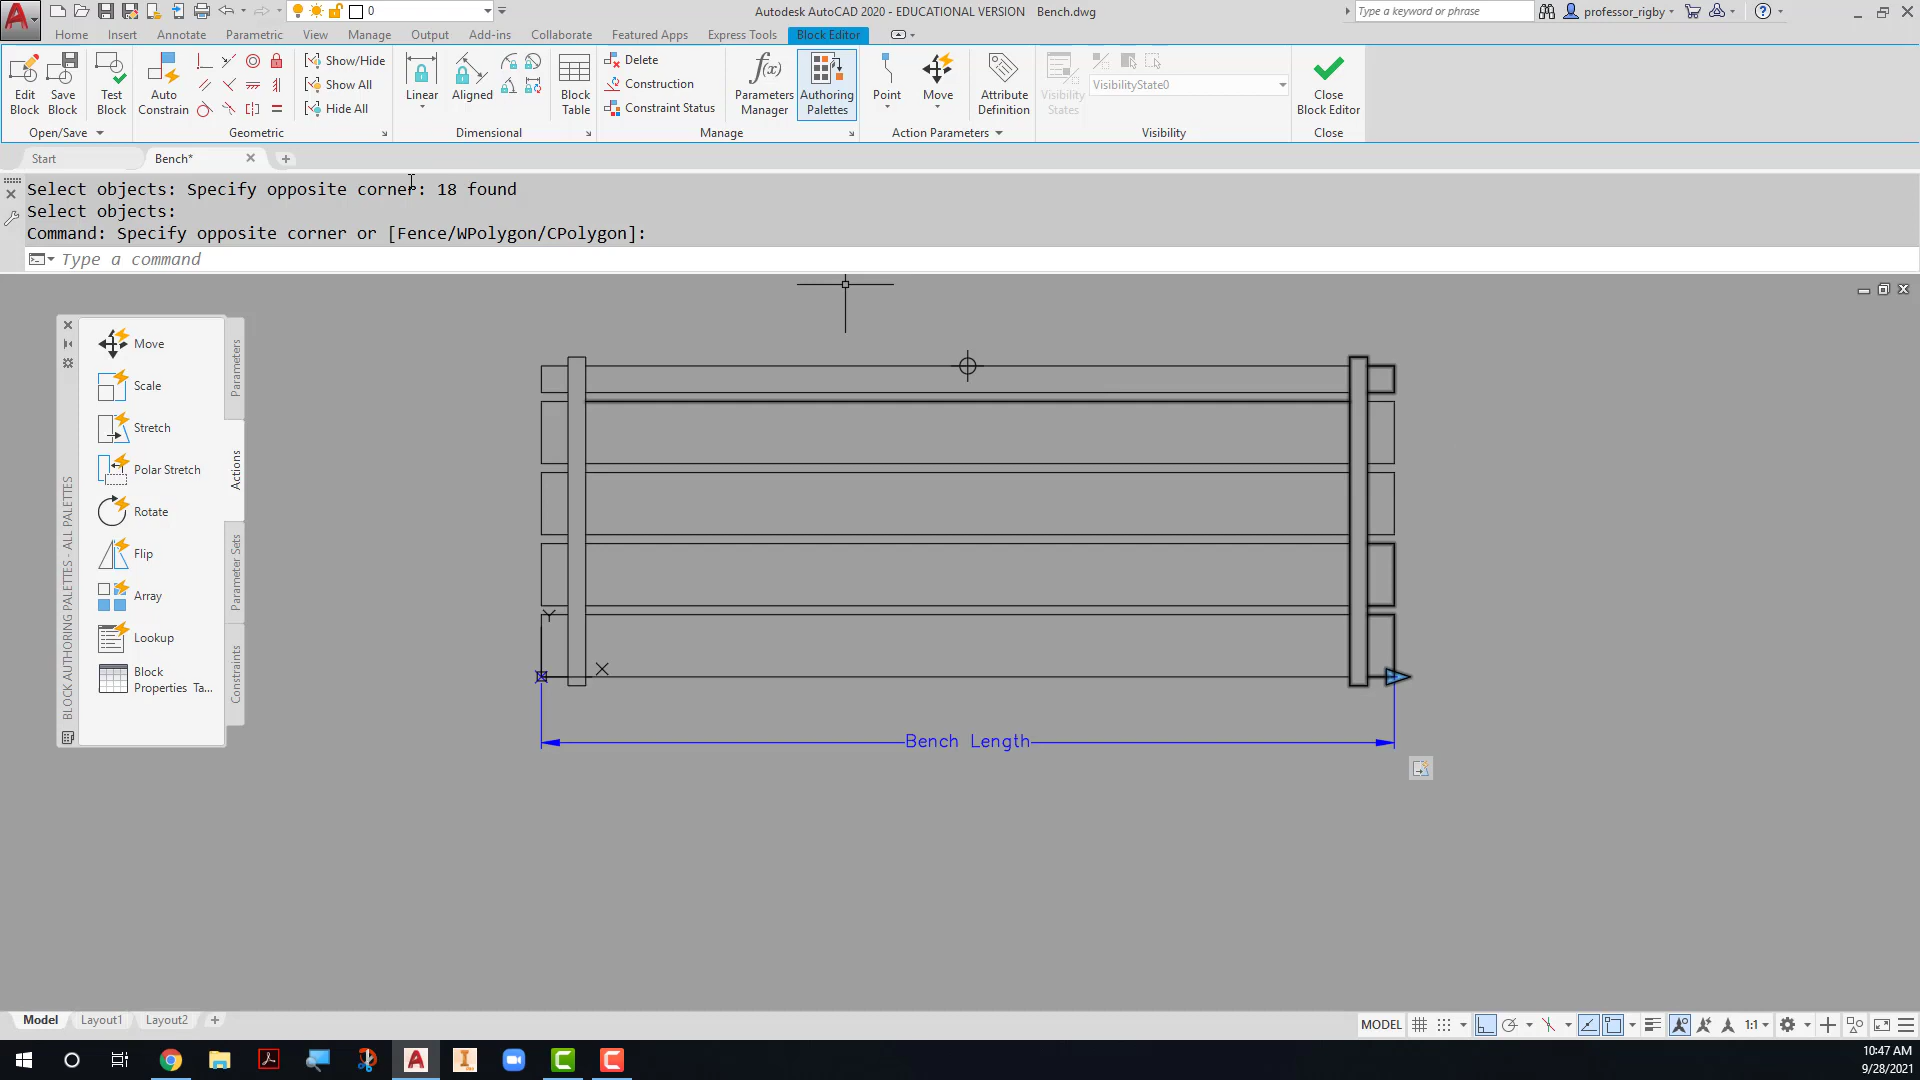 0
Autodesk AutoCAD 2020 - EDUCATIONAL VERSION Bench.dwg
Type a keyword or phrase
professor_rigby
Home Insert Annotate Parametric View Manage Output Add-ins Collaborate Featured Apps Express Tools Block Editor
Edit Block
Save Block
Test Block
Auto Constrain
Show/Hide
Show All
Hide All
Linear
Aligned
Block Table
Delete
Construction
Constraint Status
Parameters Manager
Authoring Palettes
Point
Move
Attribute Definition
Visibility States
VisibilityState0
Close Block Editor
Open/Save
Geometric
Dimensional
Manage
Action Parameters
Visibility
Close
Start
Bench*
Select objects: Specify opposite corner: 18 found
Select objects:
Command: Specify opposite corner or [Fence/WPolygon/CPolygon]:
Type a command
Move
Scale
Stretch
Polar Stretch
Rotate
Flip
Array
Lookup
Block
Properties Ta...
Parameters
Actions
Parameter Sets
Constraints
BLOCK AUTHORING PALETTES - ALL PALETTES
Y
X
Bench Length
Model
Layout1
Layout2
MODEL
1:1
10:47 AM
9/28/2021